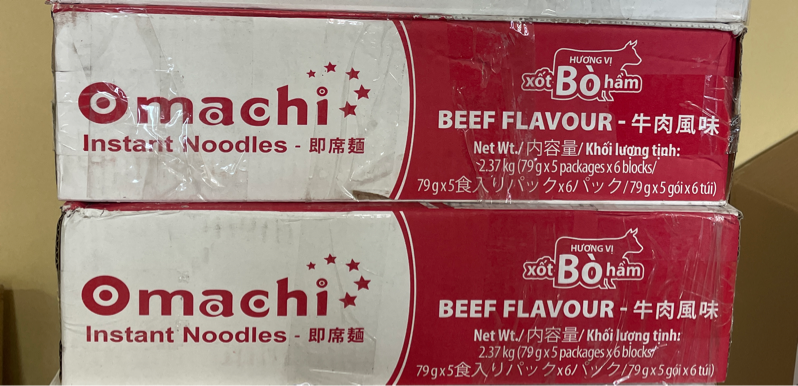 Omachi
Instant Noodles - 即席麺
HƯƠNG VỊ
xốt Bò hầm
BEEF FLAVOUR - 牛肉風味
Net Wt./内容量/Khối lượng tịnh:
2.37 kg (79 g x 5 packages x 6 blocks/
79 g x 5食入りパック x 6パック/79 g x 5 gói x 6 túi)
Omachi
Instant Noodles - 即席麺
HƯƠNG VỊ
xốt Bò hầm
BEEF FLAVOUR - 牛肉風味
Net Wt./内容量/Khối lượng tịnh:
2.37 kg (79 g x 5 packages x 6 blocks/
79 g x 5食入りパック x 6パック/79 g x 5 gói x 6 túi)